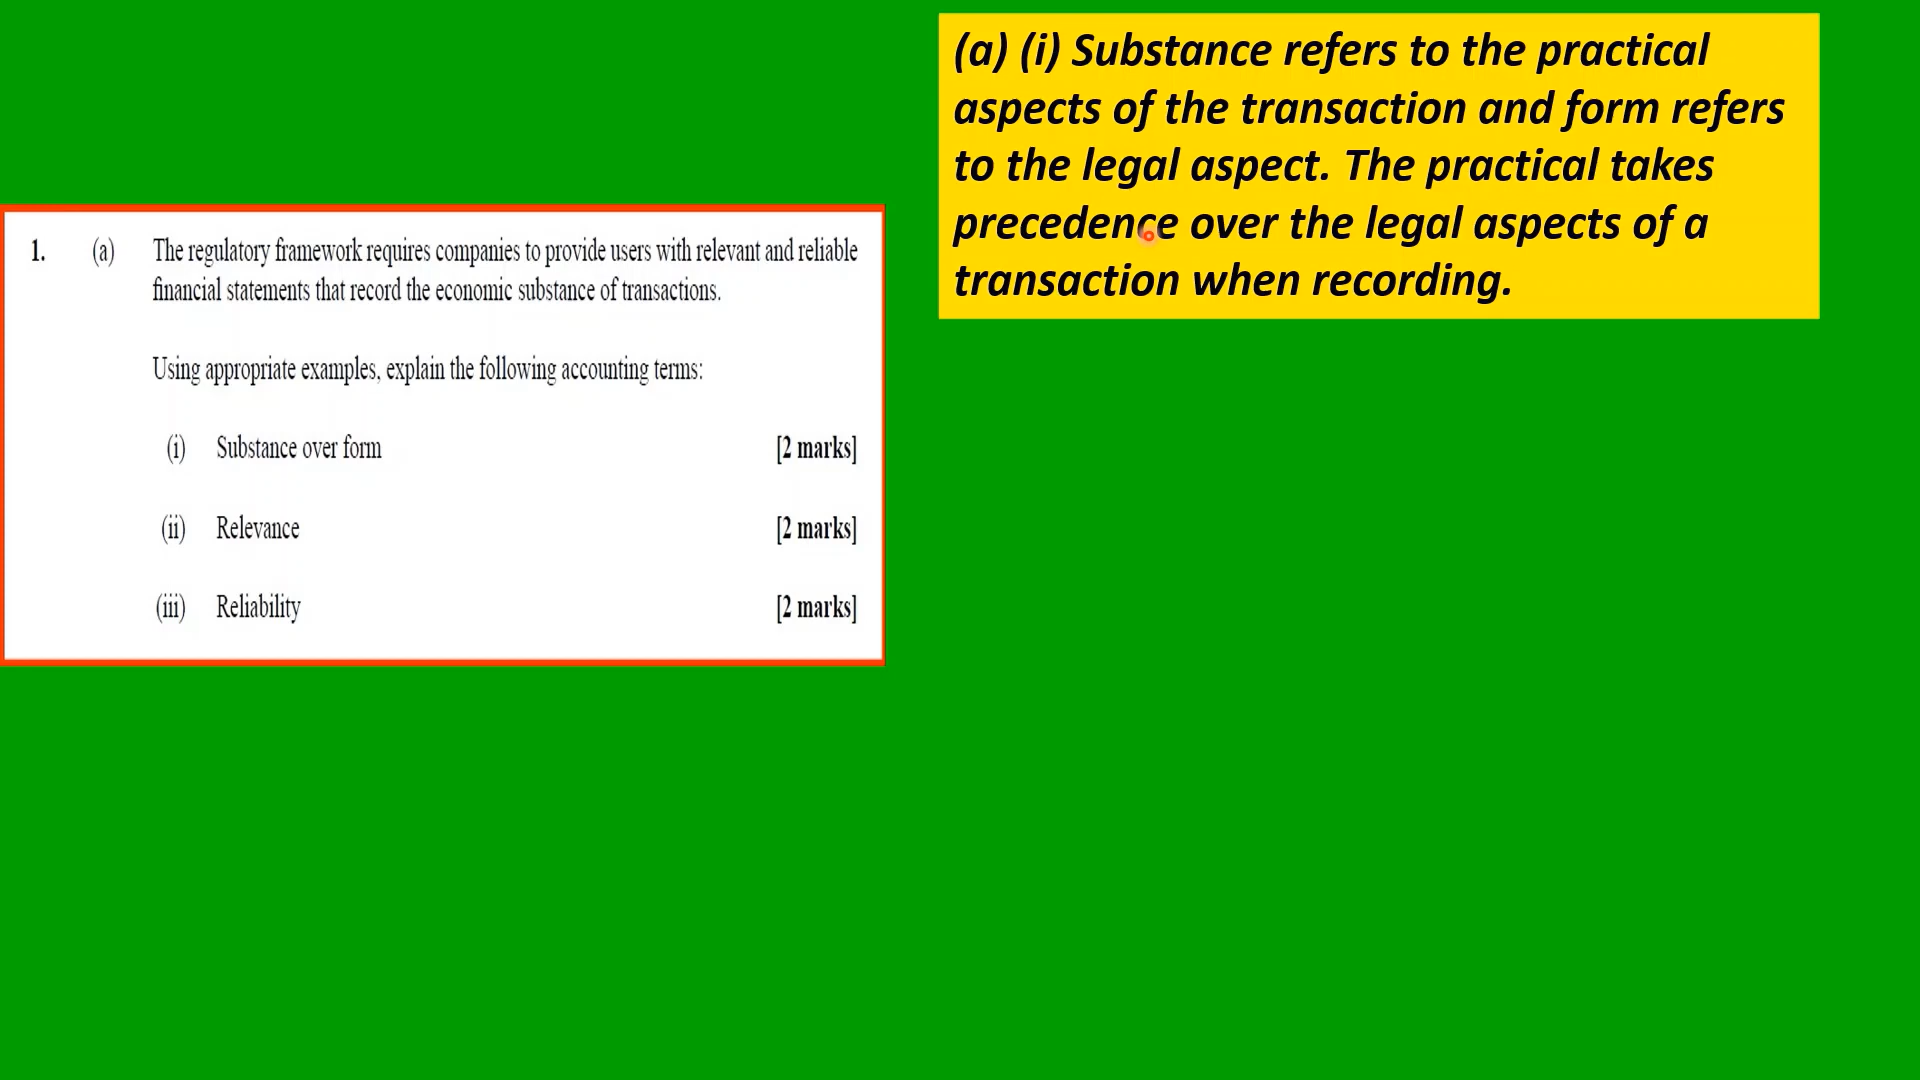 1. (a) The regulatory framework requires companies to provide users with relevant and reliable
financial statements that record the economic substance of transactions.
Using appropriate examples, explain the following accounting terms:
(i) Substance over form [2 marks]
(ii) Relevance [2 marks]
(iii) Reliability [2 marks]
(a) (i) Substance refers to the practical
aspects of the transaction and form refers
to the legal aspect. The practical takes
precedence over the legal aspects of a
transaction when recording.